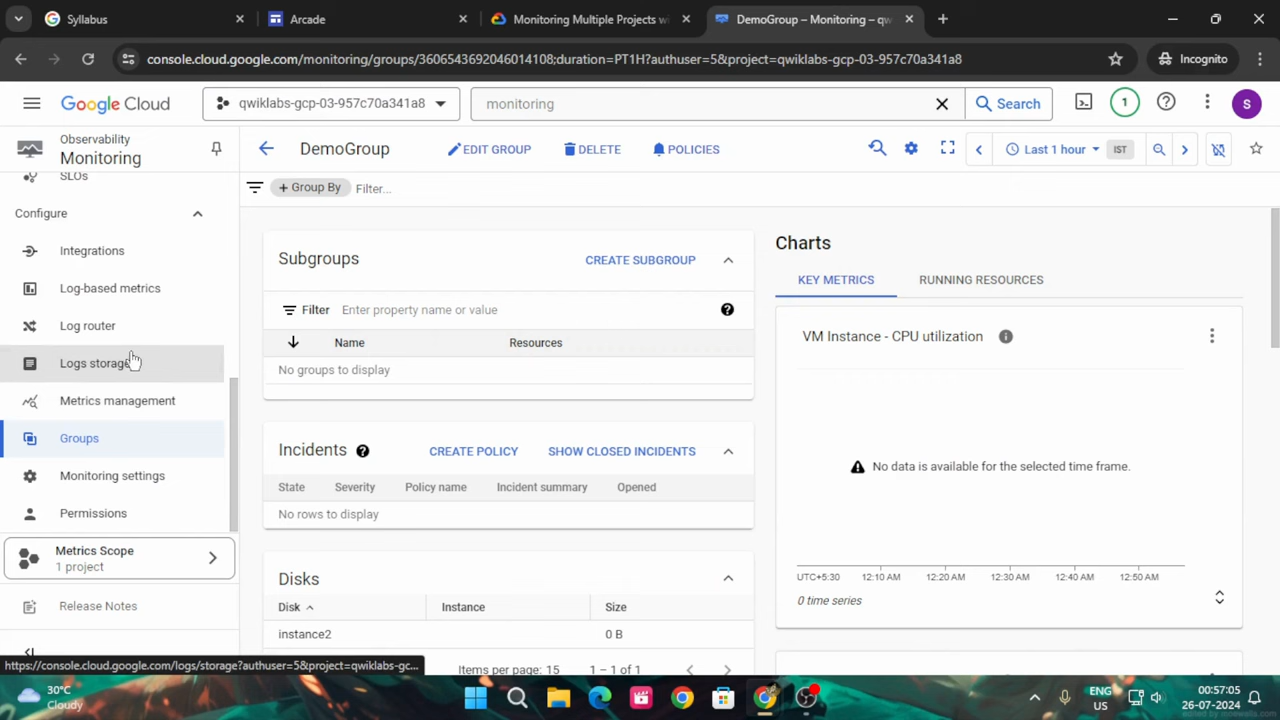 Syllabus
Arcade
Monitoring Multiple Projects wi
DemoGroup – Monitoring – qw
console.cloud.google.com/monitoring/groups/3606543692046014108;duration=PT1H?authuser=5&project=qwiklabs-gcp-03-957c70a341a8
Incognito
Google Cloud
qwiklabs-gcp-03-957c70a341a8
monitoring
Search
1
S
Observability
Monitoring
DemoGroup
EDIT GROUP
DELETE
POLICIES
Last 1 hour
IST
+ Group By
Filter...
SLOs
Configure
Integrations
Log-based metrics
Log router
Logs storage
Metrics management
Groups
Monitoring settings
Permissions
Metrics Scope
1 project
Release Notes
Subgroups
CREATE SUBGROUP
Filter
Enter property name or value
Name
Resources
No groups to display
Incidents
CREATE POLICY
SHOW CLOSED INCIDENTS
State
Severity
Policy name
Incident summary
Opened
No rows to display
Disks
Disk
Instance
Size
instance2
0 B
Items per page: 15
1 – 1 of 1
Charts
KEY METRICS
RUNNING RESOURCES
VM Instance - CPU utilization
No data is available for the selected time frame.
UTC+5:30
12:10 AM
12:20 AM
12:30 AM
12:40 AM
12:50 AM
0 time series
https://console.cloud.google.com/logs/storage?authuser=5&project=qwiklabs-gc...
30°C
Cloudy
ENG
US
00:57:05
26-07-2024